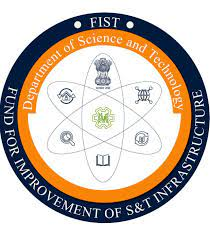 • FIST •
Department of Science and Technology
FUND FOR IMPROVEMENT OF S&T INFRASTRUCTURE